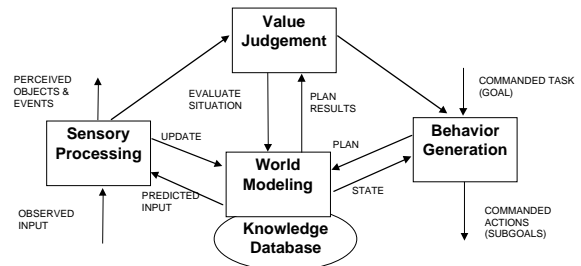 Value
Judgement
PERCEIVED
OBJECTS &
EVENTS
EVALUATE
SITUATION
PLAN
RESULTS
COMMANDED TASK
(GOAL)
Sensory
Processing
UPDATE
World
Modeling
PLAN
Behavior
Generation
PREDICTED
INPUT
STATE
OBSERVED
INPUT
Knowledge
Database
COMMANDED
ACTIONS
(SUBGOALS)